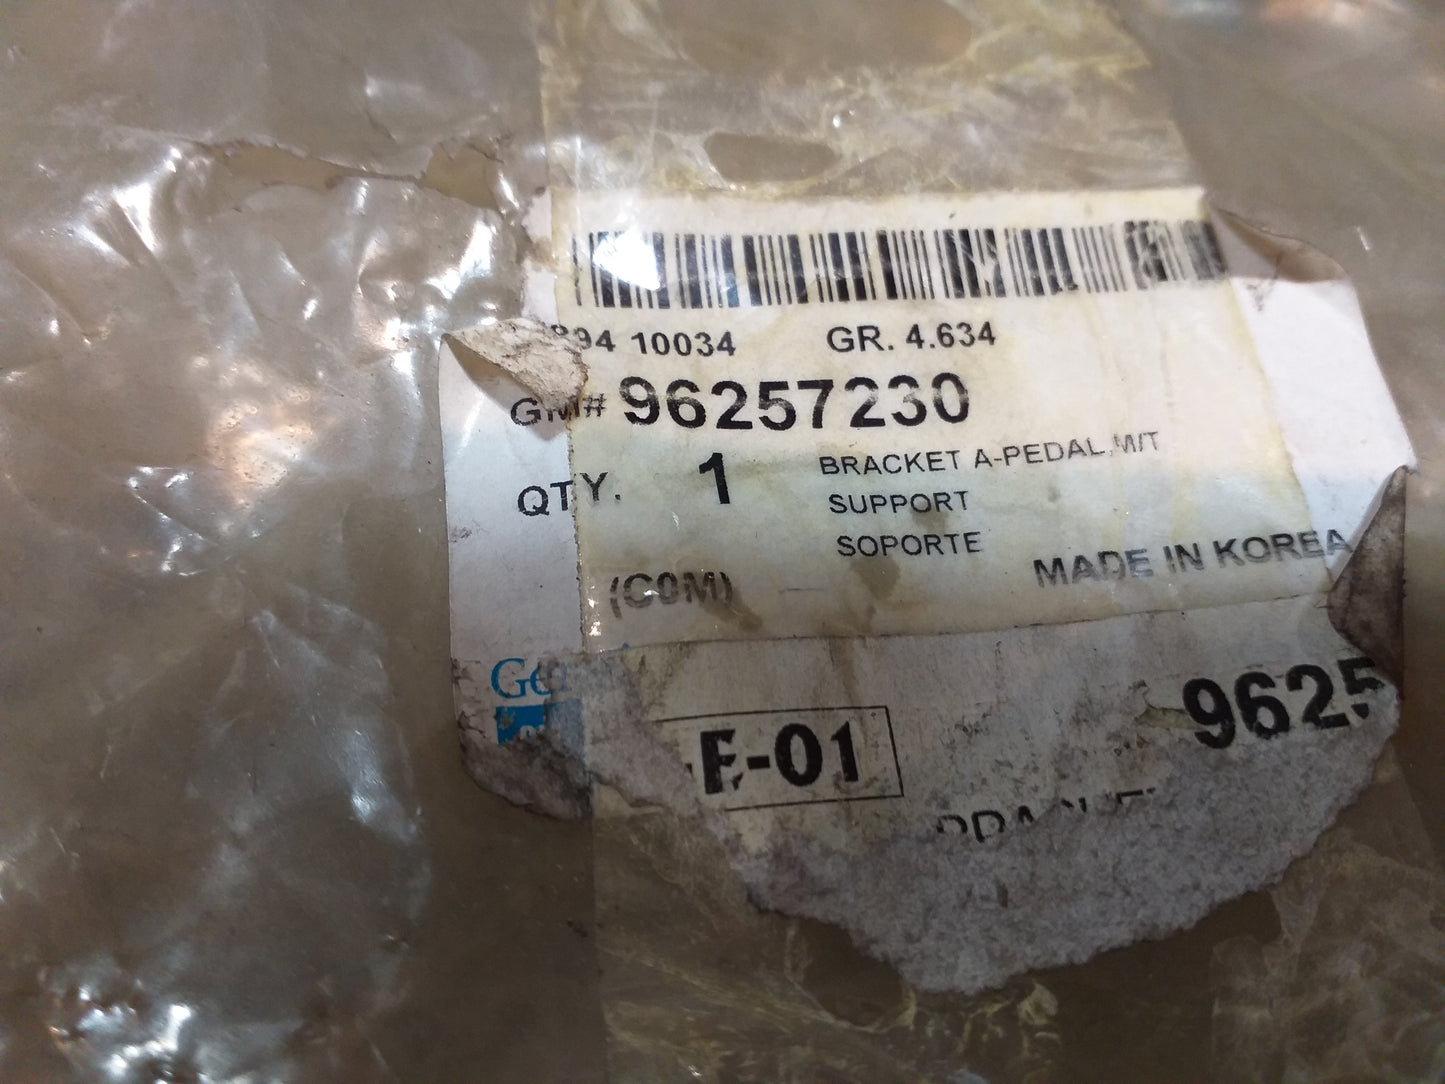 894 10034 GR. 4.634
GM# 96257230
QTY. 1 BRACKET A-PEDAL,M/T
SUPPORT
SOPORTE
(C0M) MADE IN KOREA
9625
E-01